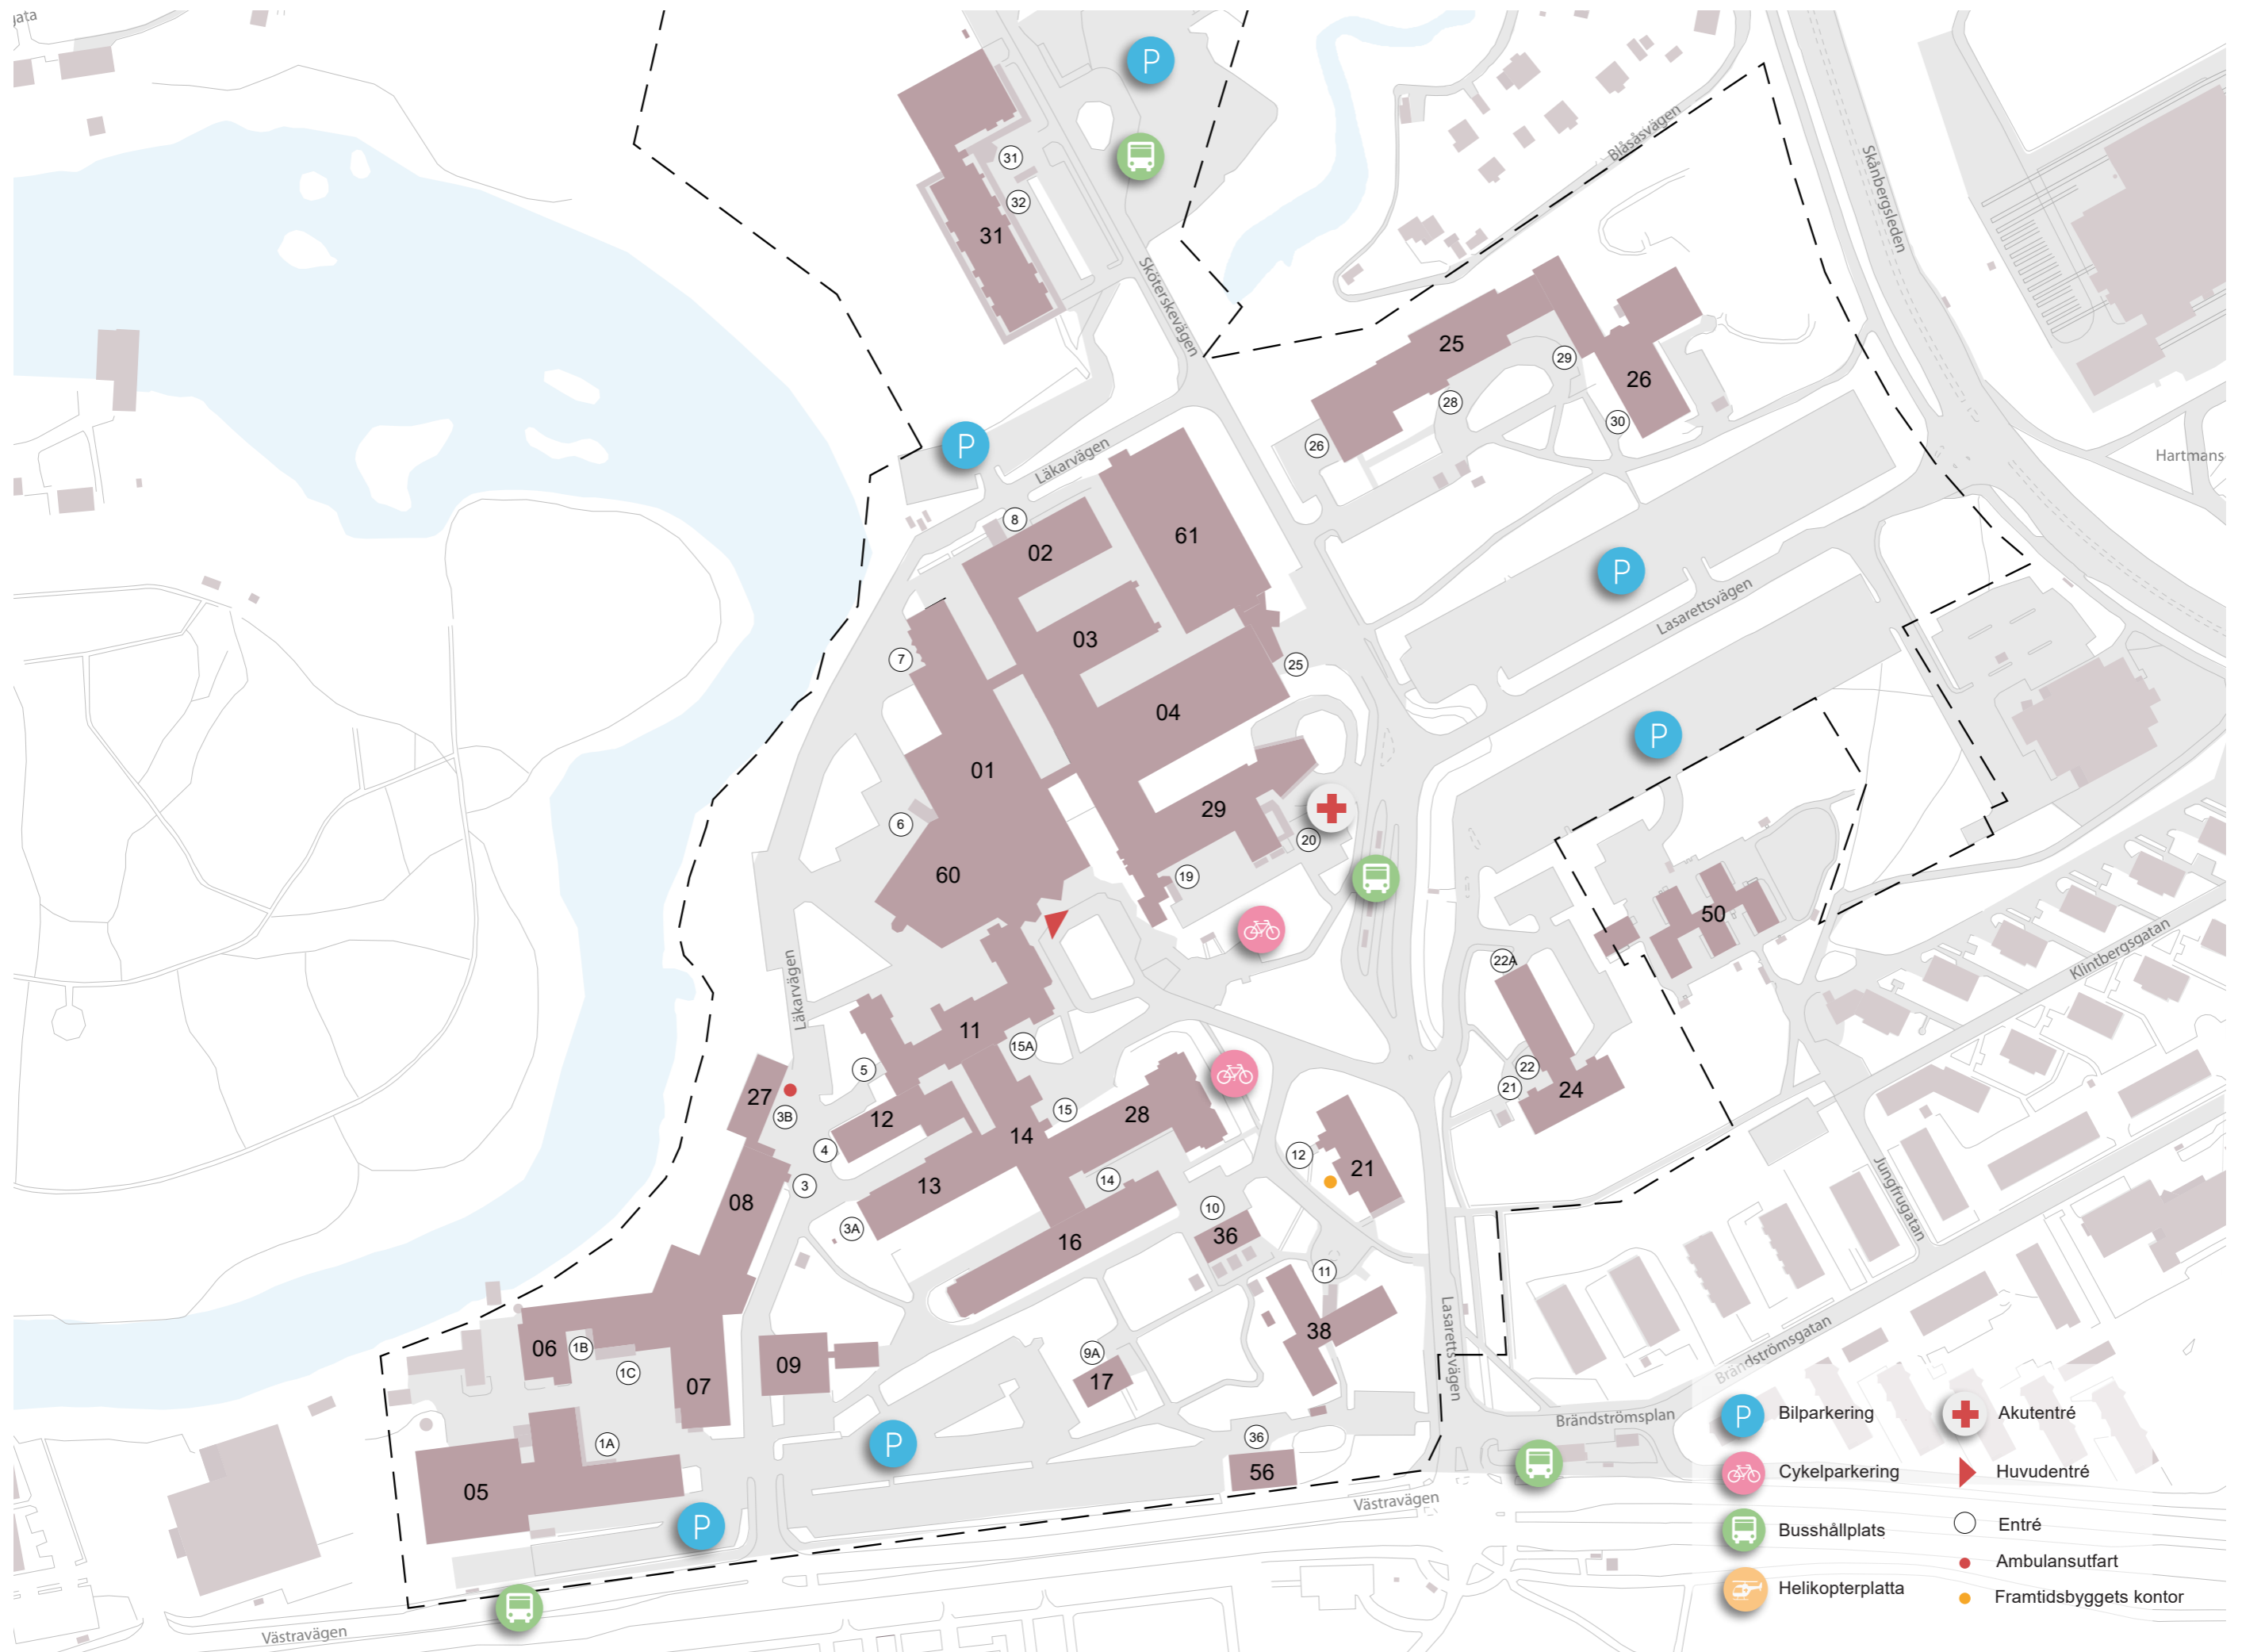 gata
P
31
32
31
Sköterskevägen
Blåsåsvägen
Skånbergsleden
25
29
26
28
30
26
Hartmans
P
Läkarvägen
8
02
61
P
Lasarettsvägen
03
7
25
04
P
01
29
6
20
60
19
50
Klintbergsgatan
Läkarvägen
22A
11
15A
5
27
3B
12
15
28
22
21
24
14
4
12
21
13
14
3
08
3A
10
36
16
11
Jungfrugatan
38
Lasarettsvägen
06
1B
1C
07
09
9A
17
Brändströmsgatan
Brändströmsplan
P
36
56
1A
05
P
Västravägen
Västravägen
P Bilparkering
Cykelparkering
Busshållplats
Helikopterplatta
Akutentré
Huvudentré
Entré
Ambulansutfart
Framtidsbyggets kontor